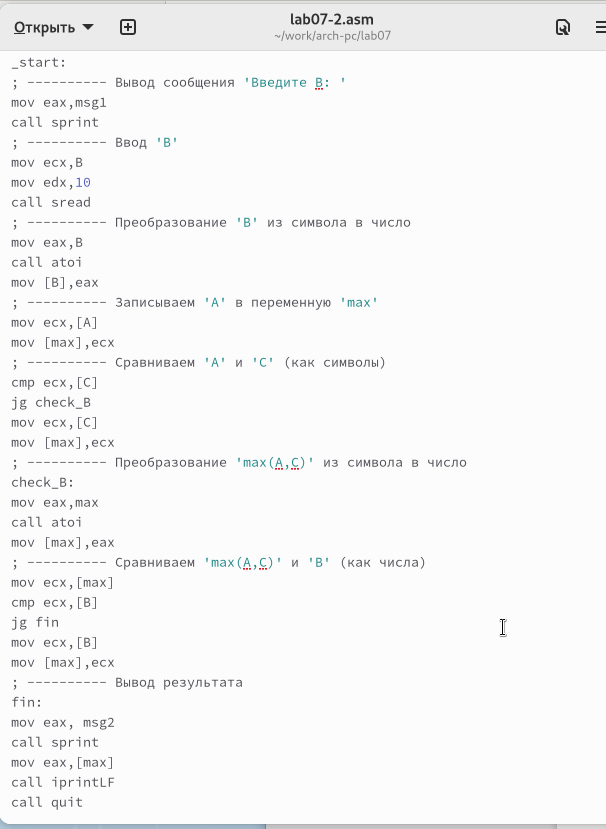 Открыть
lab07-2.asm
~/work/arch-pc/lab07
_start:
; ---------- Вывод сообщения 'Введите B: '
mov eax,msg1
call sprint
; ---------- Ввод 'B'
mov ecx,B
mov edx,10
call sread
; ---------- Преобразование 'B' из символа в число
mov eax,B
call atoi
mov [B],eax
; ---------- Записываем 'A' в переменную 'max'
mov ecx,[A]
mov [max],ecx
; ---------- Сравниваем 'A' и 'C' (как символы)
cmp ecx,[C]
jg check_B
mov ecx,[C]
mov [max],ecx
; ---------- Преобразование 'max(A,C)' из символа в число
check_B:
mov eax,max
call atoi
mov [max],eax
; ---------- Сравниваем 'max(A,C)' и 'B' (как числа)
mov ecx,[max]
cmp ecx,[B]
jg fin
mov ecx,[B]
mov [max],ecx
; ---------- Вывод результата
fin:
mov eax, msg2
call sprint
mov eax,[max]
call iprintLF
call quit